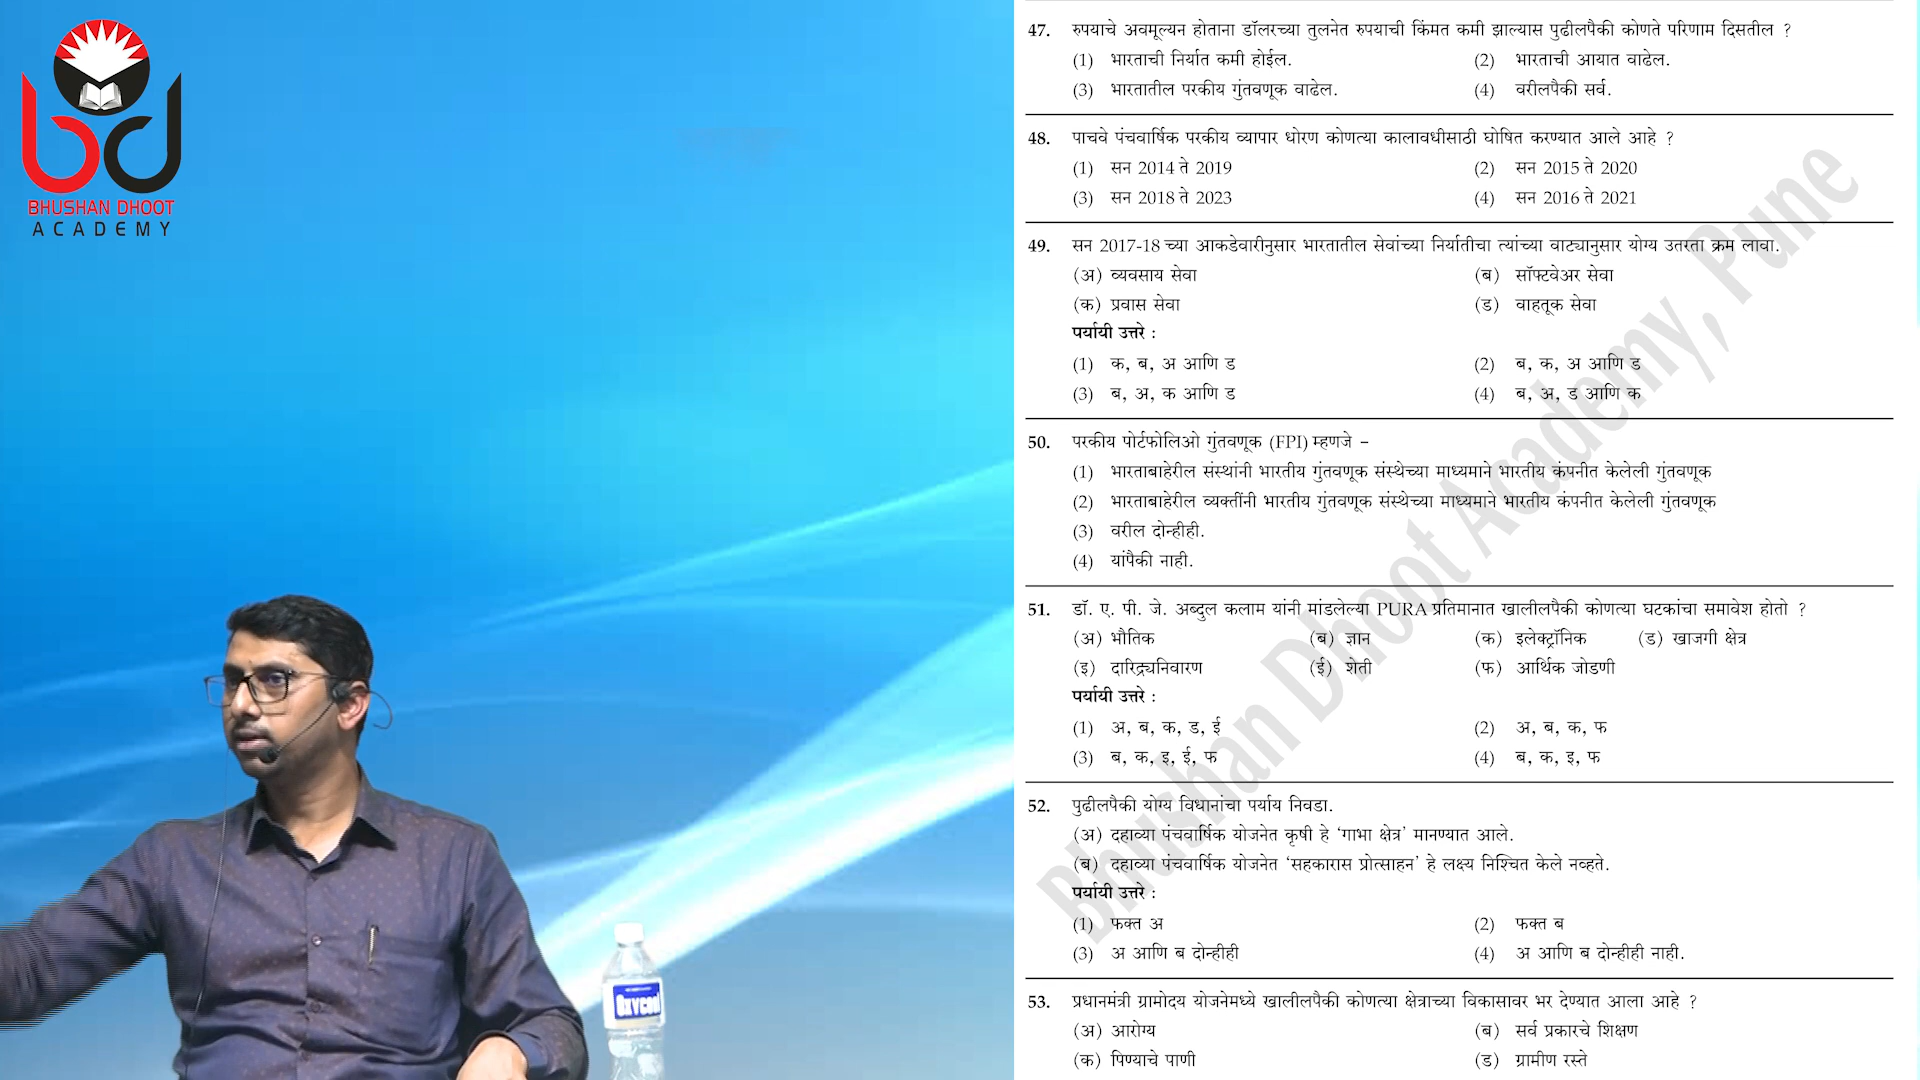 BHUSHAN DHOOT
ACADEMY
47. रुपयाचे अवमूल्यन होताना डॉलरच्या तुलनेत रुपयाची किंमत कमी झाल्यास पुढीलपैकी कोणते परिणाम दिसतील ?
(1) भारताची निर्यात कमी होईल. (2) भारताची आयात वाढेल.
(3) भारतातील परकीय गुंतवणूक वाढेल. (4) वरीलपैकी सर्व.
48. पाचवे पंचवार्षिक परकीय व्यापार धोरण कोणत्या कालावधीसाठी घोषित करण्यात आले आहे ?
(1) सन 2014 ते 2019 (2) सन 2015 ते 2020
(3) सन 2018 ते 2023 (4) सन 2016 ते 2021
49. सन 2017-18 च्या आकडेवारीनुसार भारतातील सेवांच्या निर्यातीचा त्यांच्या वाट्यानुसार योग्य उतरता क्रम लावा.
(अ) व्यवसाय सेवा (ब) सॉफ्टवेअर सेवा
(क) प्रवास सेवा (ड) वाहतूक सेवा
पर्यायी उत्तरे :
(1) क, ब, अ आणि ड (2) ब, क, अ आणि ड
(3) ब, अ, क आणि ड (4) ब, अ, ड आणि क
50. परकीय पोर्टफोलिओ गुंतवणूक (FPI) म्हणजे –
(1) भारताबाहेरील संस्थांनी भारतीय गुंतवणूक संस्थेच्या माध्यमाने भारतीय कंपनीत केलेली गुंतवणूक
(2) भारताबाहेरील व्यक्तींनी भारतीय गुंतवणूक संस्थेच्या माध्यमाने भारतीय कंपनीत केलेली गुंतवणूक
(3) वरील दोन्हीही.
(4) यांपैकी नाही.
51. डॉ. ए. पी. जे. अब्दुल कलाम यांनी मांडलेल्या PURA प्रतिमानात खालीलपैकी कोणत्या घटकांचा समावेश होतो ?
(अ) भौतिक (ब) ज्ञान (क) इलेक्ट्रॉनिक (ड) खाजगी क्षेत्र
(इ) दारिद्र्यनिवारण (ई) शेती (फ) आर्थिक जोडणी
पर्यायी उत्तरे :
(1) अ, ब, क, ड, ई (2) अ, ब, क, फ
(3) ब, क, इ, ई, फ (4) ब, क, इ, फ
52. पुढीलपैकी योग्य विधानांचा पर्याय निवडा.
(अ) दहाव्या पंचवार्षिक योजनेत कृषी हे ‘गाभा क्षेत्र’ मानण्यात आले.
(ब) दहाव्या पंचवार्षिक योजनेत ‘सहकारास प्रोत्साहन’ हे लक्ष्य निश्चित केले नव्हते.
पर्यायी उत्तरे :
(1) फक्त अ (2) फक्त ब
(3) अ आणि ब दोन्हीही (4) अ आणि ब दोन्हीही नाही.
53. प्रधानमंत्री ग्रामोदय योजनेमध्ये खालीलपैकी कोणत्या क्षेत्राच्या विकासावर भर देण्यात आला आहे ?
(अ) आरोग्य (ब) सर्व प्रकारचे शिक्षण
(क) पिण्याचे पाणी (ड) ग्रामीण रस्ते
Bhushan Dhoot Academy, Pune
Oxycool